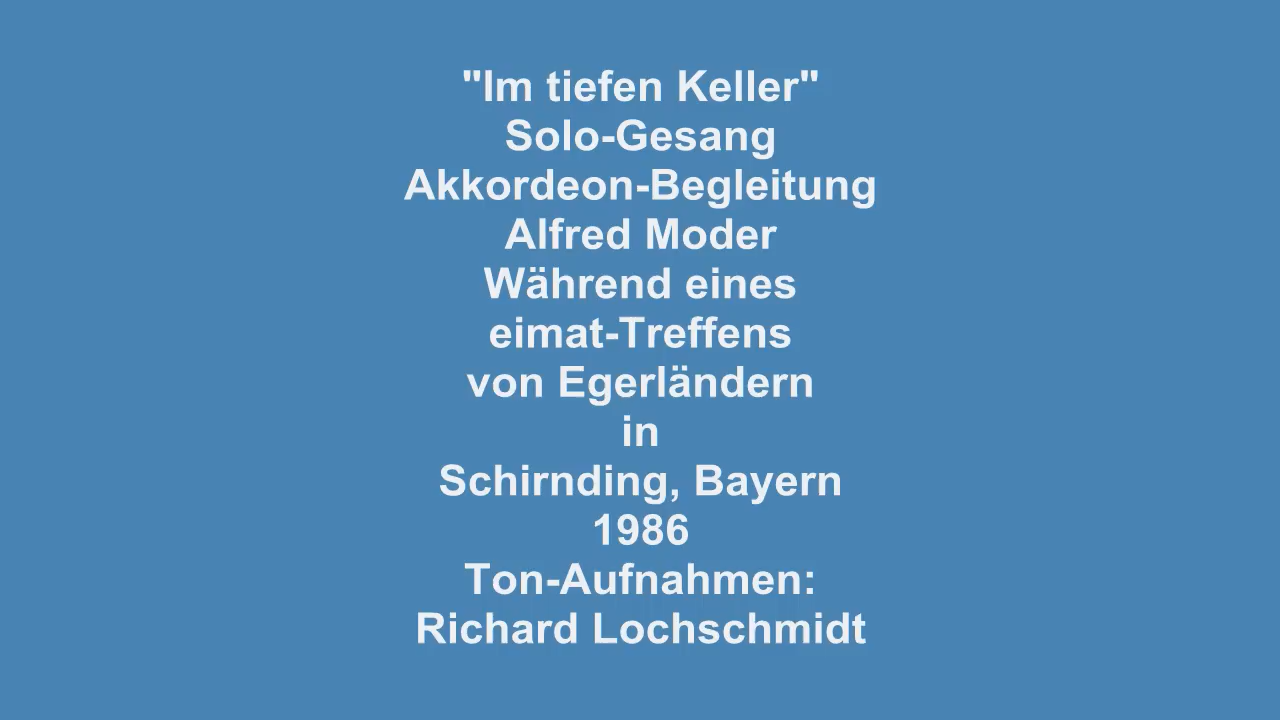 "Im tiefen Keller"
Solo-Gesang
Akkordeon-Begleitung
Alfred Moder
Während eines
eimat-Treffens
von Egerländern
in
Schirnding, Bayern
1986
Ton-Aufnahmen:
Richard Lochschmidt